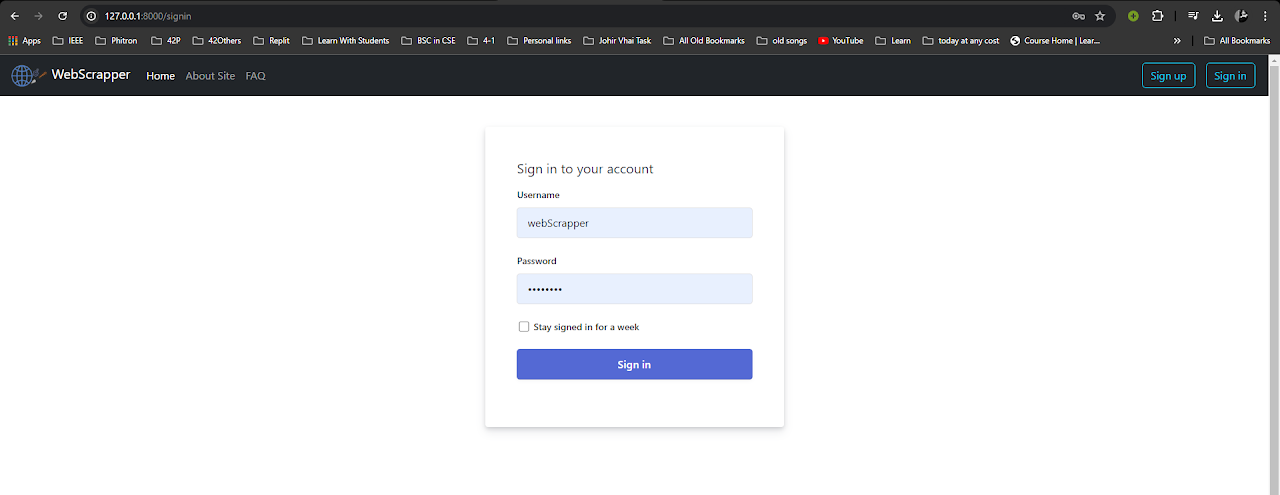 127.0.0.1:8000/signin
Apps IEEE Phitron 42P 42Others Replit Learn With Students BSC in CSE 4-1 Personal links Johir Vhai Task All Old Bookmarks old songs YouTube Learn today at any cost Course Home | Lear... » All Bookmarks
WebScrapper Home About Site FAQ Sign up Sign in
Sign in to your account
Username
webScrapper
Password
••••••••
Stay signed in for a week
Sign in